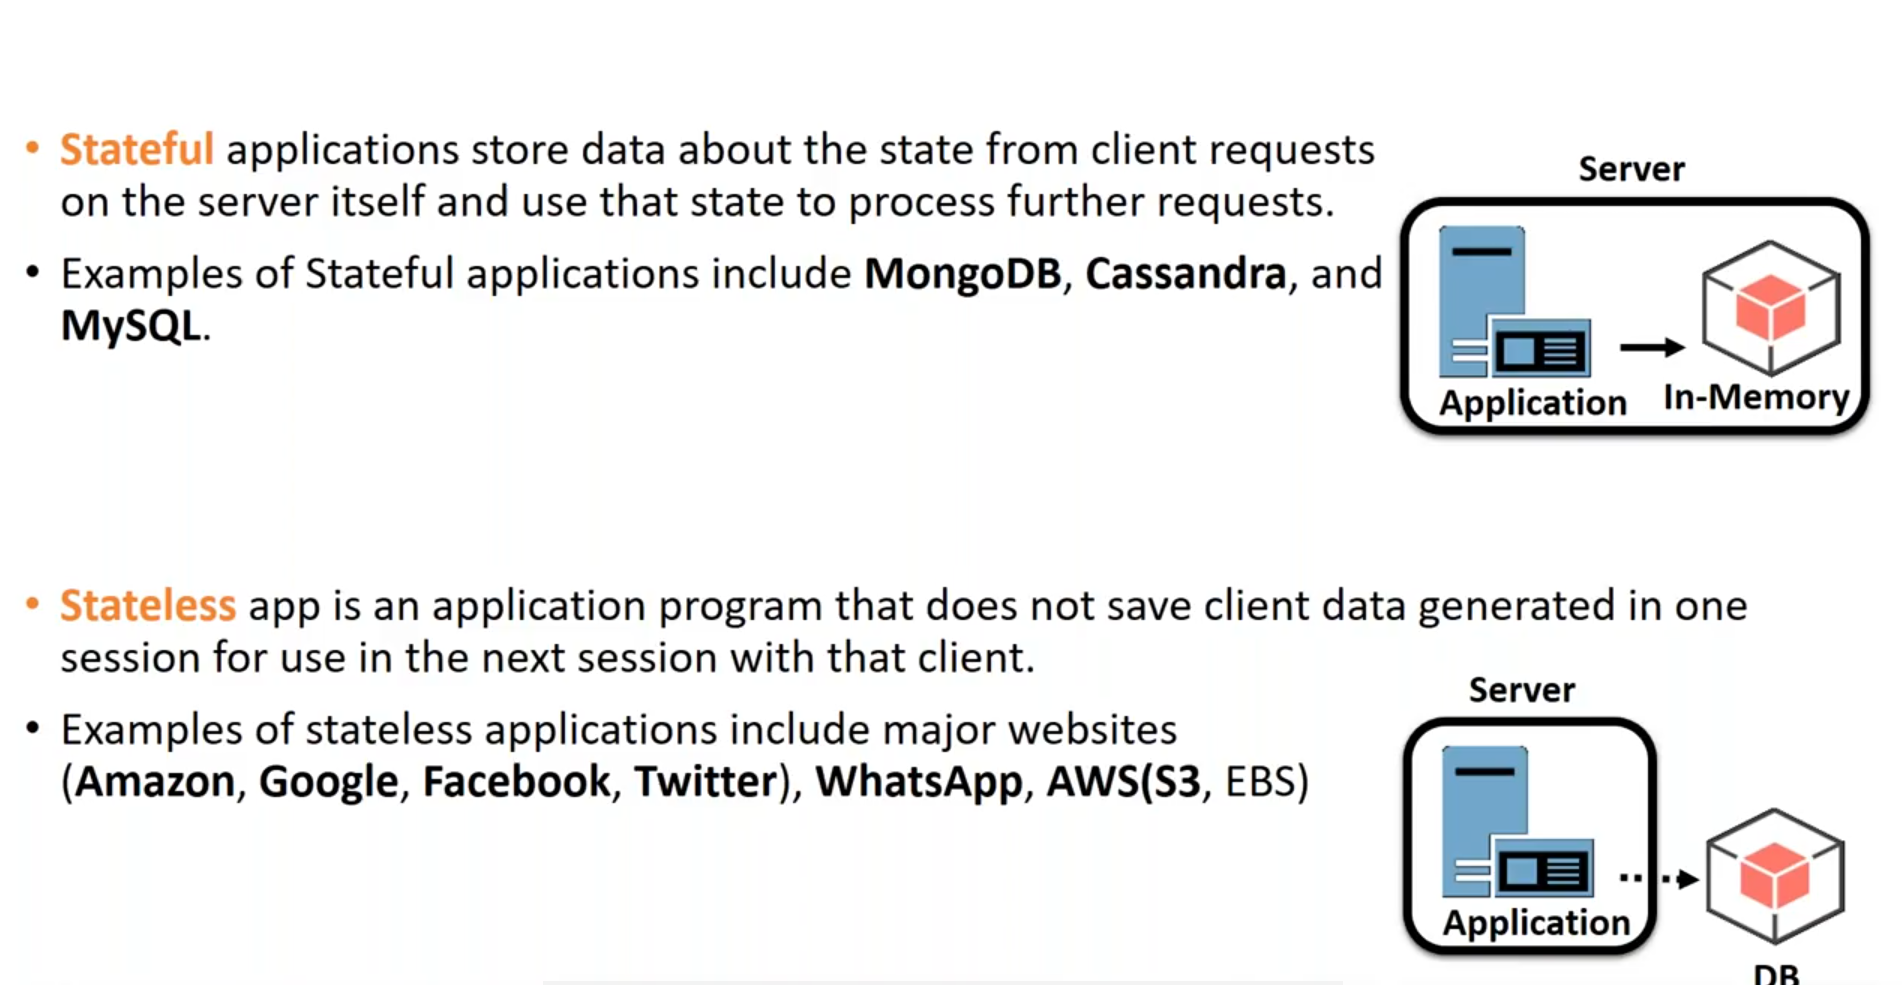 • Stateful applications store data about the state from client requests
on the server itself and use that state to process further requests.
• Examples of Stateful applications include MongoDB, Cassandra, and
MySQL.
Server
Application
In-Memory
• Stateless app is an application program that does not save client data generated in one
session for use in the next session with that client.
• Examples of stateless applications include major websites
(Amazon, Google, Facebook, Twitter), WhatsApp, AWS(S3, EBS)
Server
Application
DB